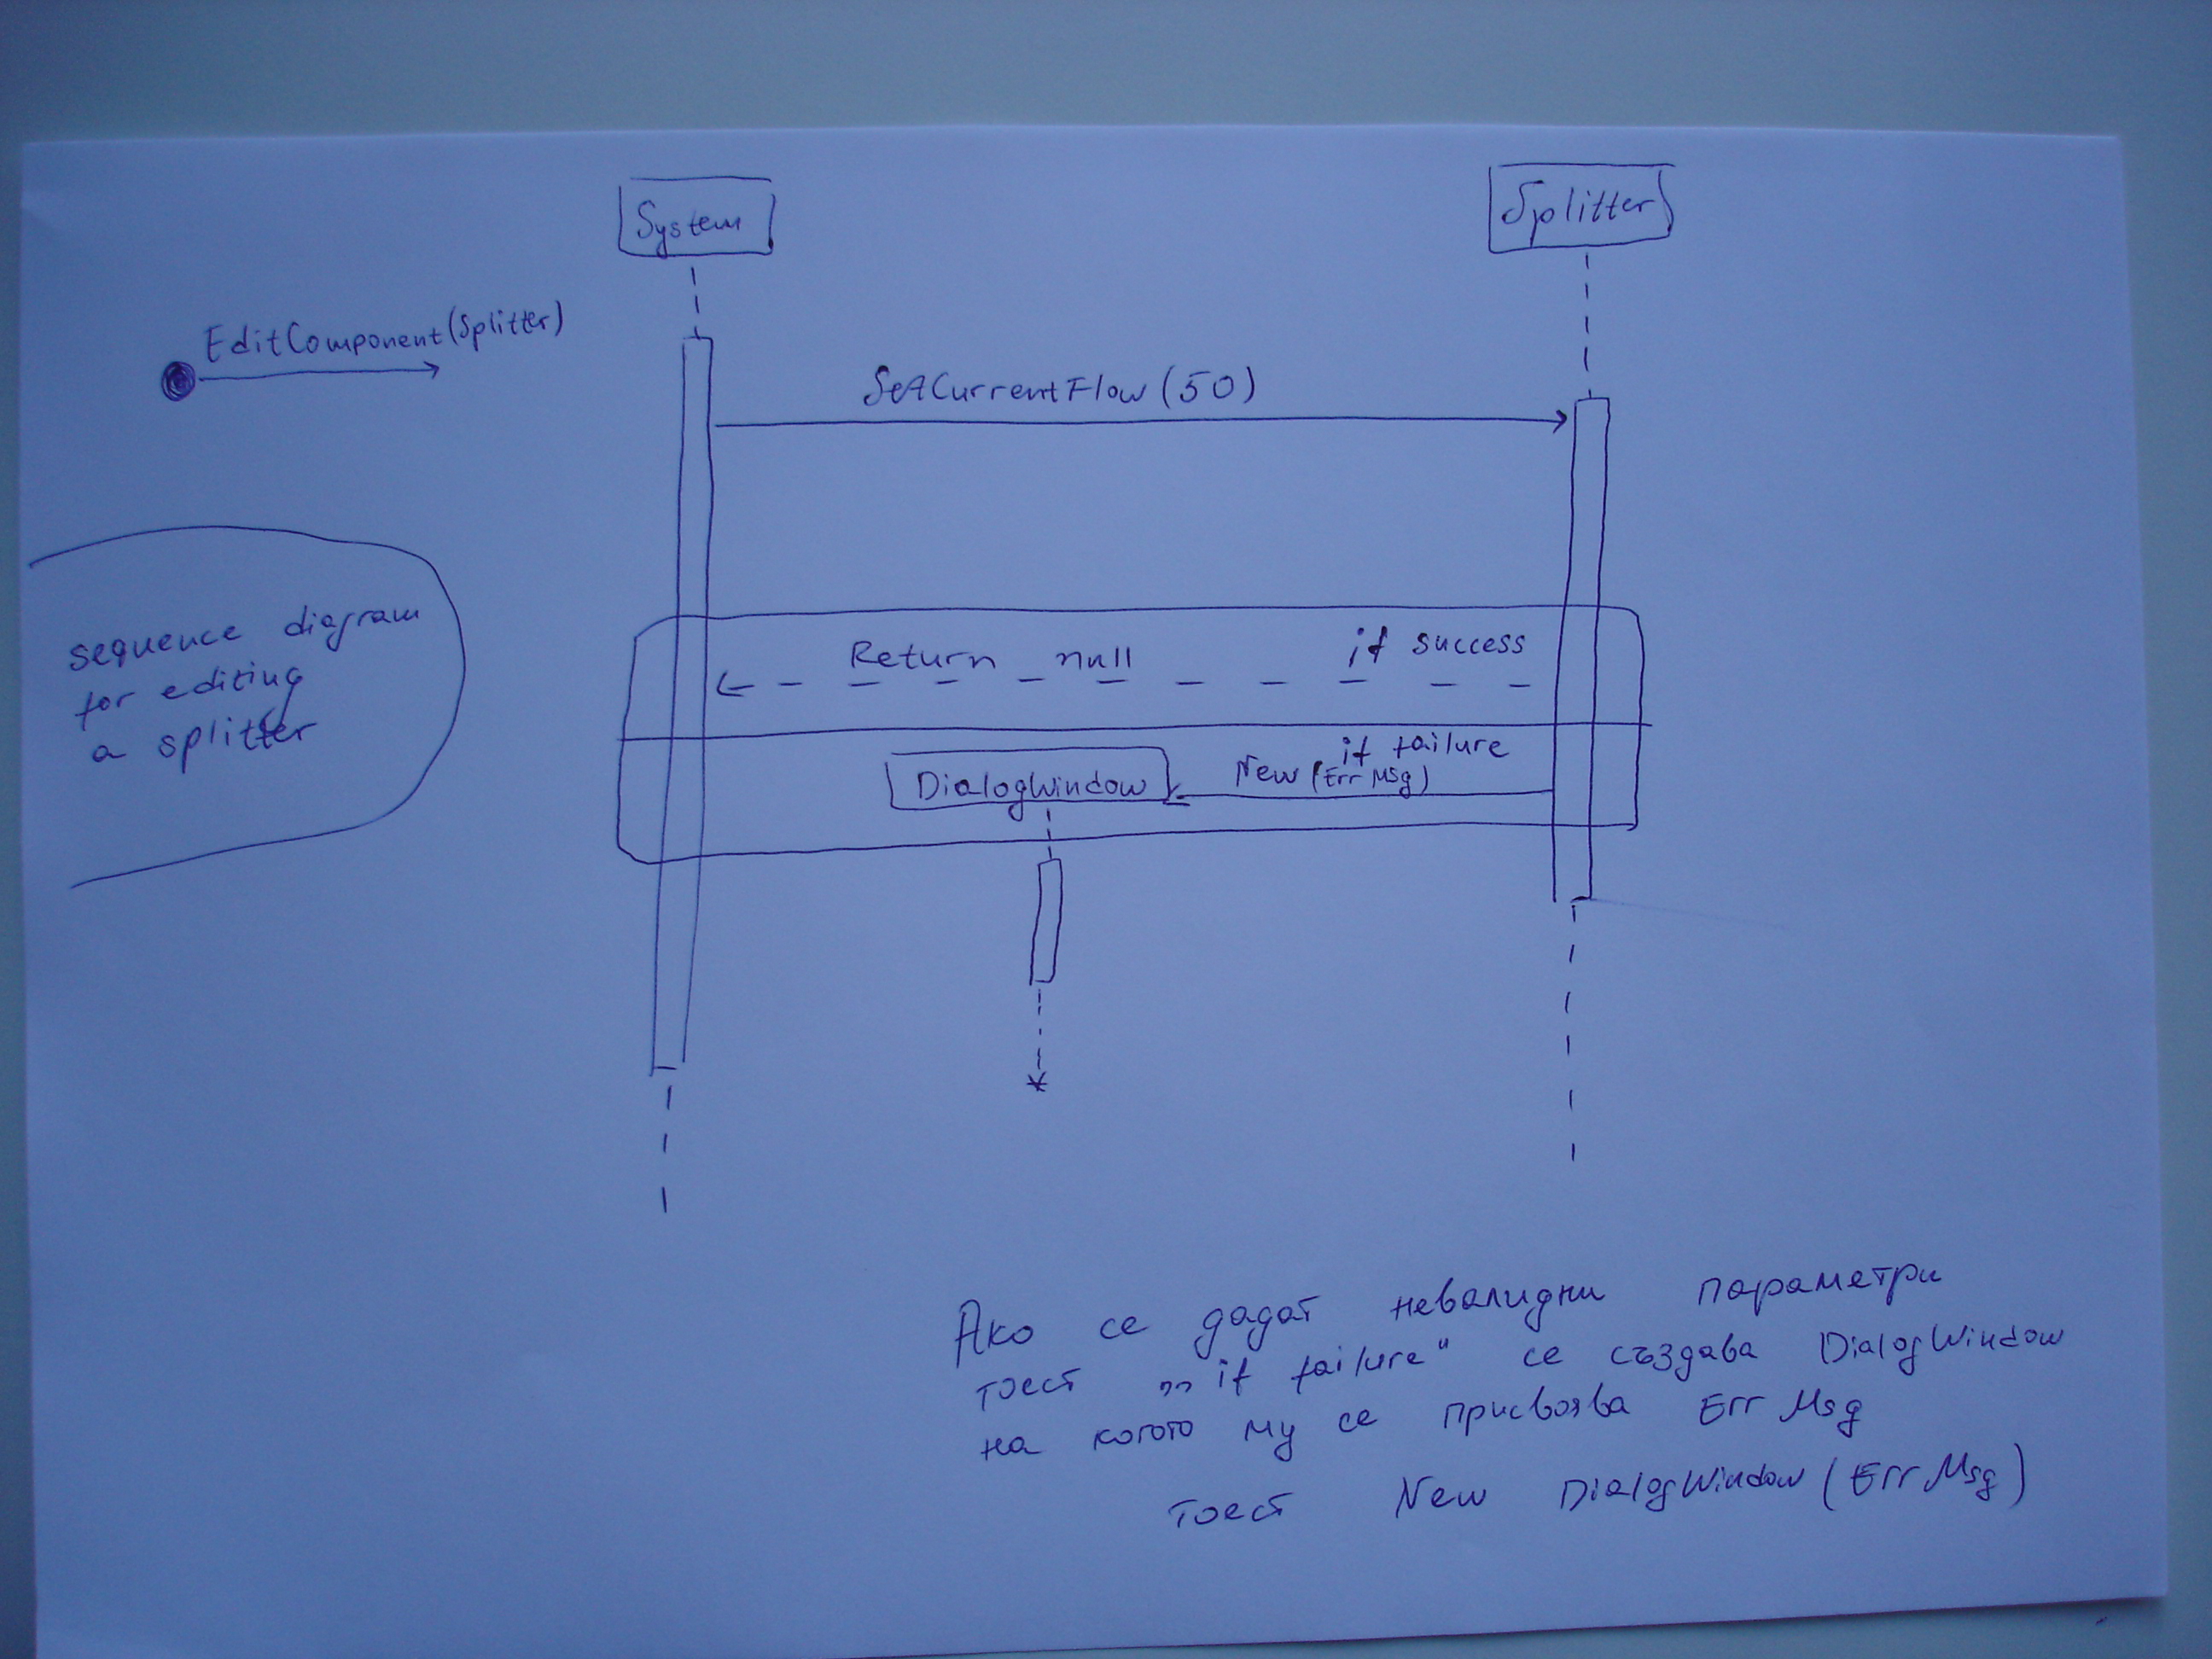 System
Splitter
EditComponent(Splitter)
SetCurrentFlow(50)
sequence diagram
for editing
a splitter
Return null
if success
if failure
New (Err Msg)
DialogWindow
Ако се дадат невалидни параметри
тоест „if failure" се създава DialogWindow
на когото му се присвоява Err Msg
тоест New DialogWindow(Err Msg)